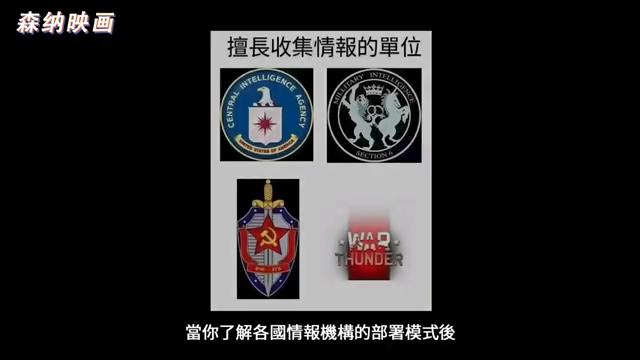 森纳映画
擅長收集情報的單位
CENTRAL INTELLIGENCE AGENCY
UNITED STATES OF AMERICA
MILITARY INTELLIGENCE
SECTION 6
WAR
THUNDER
當你了解各國情報機構的部署模式後